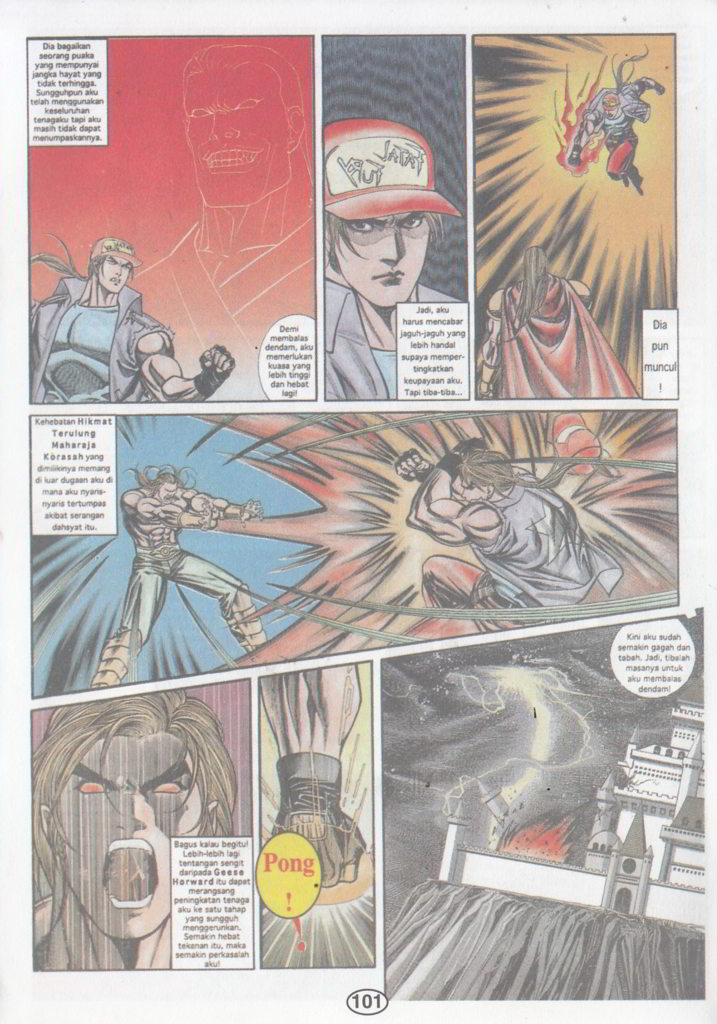 Dia bagaikan
seorang puaka
yang mempunyai
jangka hayat yang
tidak terhingga.
Sungguhpun aku
telah menggunakan
keseluruhan
tenagaku tapi aku
masih tidak dapat
menumpaskannya.
Demi
membalas
dendam, aku
memerlukan
kuasa yang
lebih tinggi
dan hebat
lagi!
Jadi, aku
harus mencabar
jaguh-jaguh yang
lebih handal
supaya memper-
tingkatkan
keupayaan aku.
Tapi tiba-tiba...
Dia
pun
muncul
!
Kehebatan Hikmat
Terulung
Maharaja
Korasah yang
dimilikinya memang
di luar dugaan aku di
mana aku nyaris-
nyaris tertumpas
akibat serangan
dahsyat itu.
Kini aku sudah
semakin gagah dan
tabah. Jadi, tibalah
masanya untuk
aku membalas
dendam!
Bagus kalau begitu!
Lebih-lebih lagi
tentangan sengit
daripada Geese
Horward itu dapat
merangsang
peningkatan tenaga
aku ke satu tahap
yang sungguh
menggerunkan.
Semakin hebat
tekanan itu, maka
semakin perkasalah
aku!
Pong
!
!
101